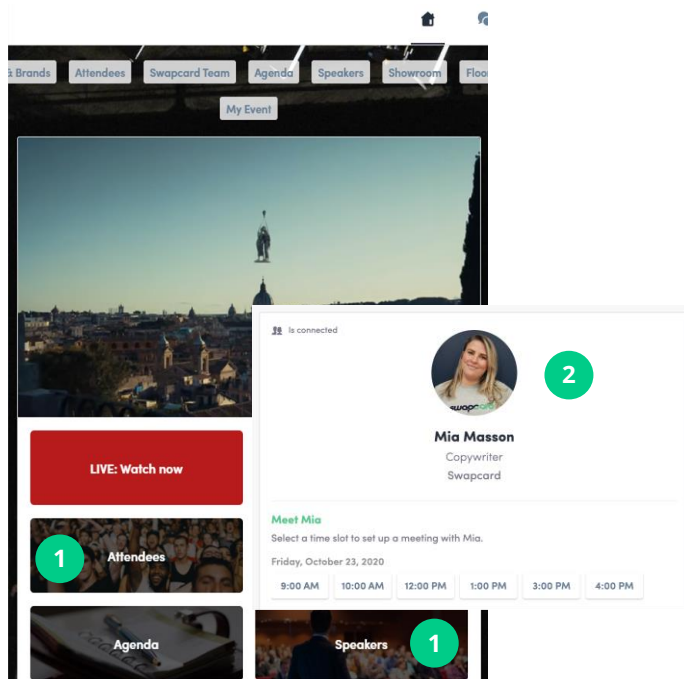 & Brands
Attendees
Swapcard Team
Agenda
Speakers
Showroom
Floor
My Event
Is connected
2
swapcard
Mia Masson
Copywriter
Swapcard
LIVE: Watch now
Meet Mia
Select a time slot to set up a meeting with Mia.
Friday, October 23, 2020
9:00 AM
10:00 AM
12:00 PM
1:00 PM
3:00 PM
4:00 PM
1
Attendees
Agenda
Speakers
1